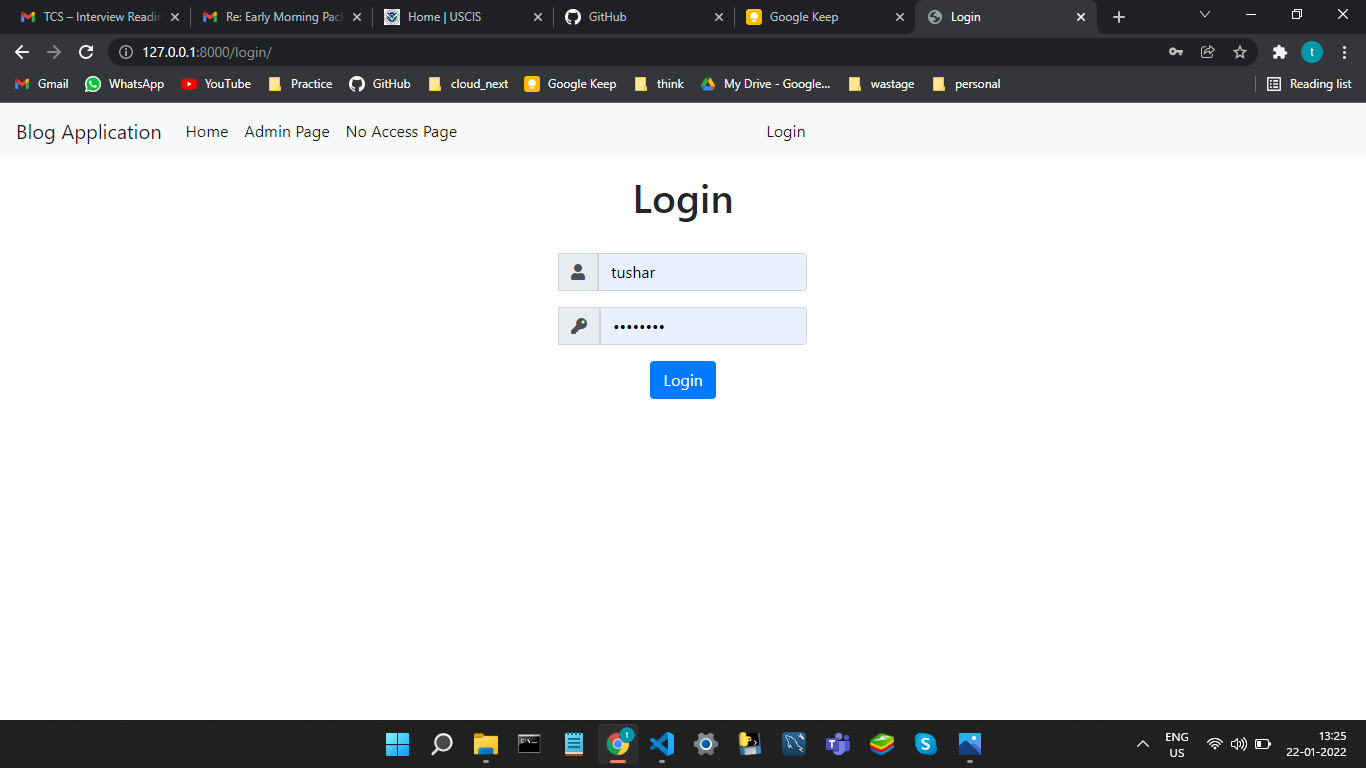 TCS – Interview Readin
Re: Early Morning Pack
Home | USCIS
GitHub
Google Keep
Login
127.0.0.1:8000/login/
t
Gmail
WhatsApp
YouTube
Practice
GitHub
cloud_next
Google Keep
think
My Drive - Google...
wastage
personal
Reading list
Blog Application
Home
Admin Page
No Access Page
Login
Login
tushar
••••••••
Login
t
ENG
US
13:25
22-01-2022